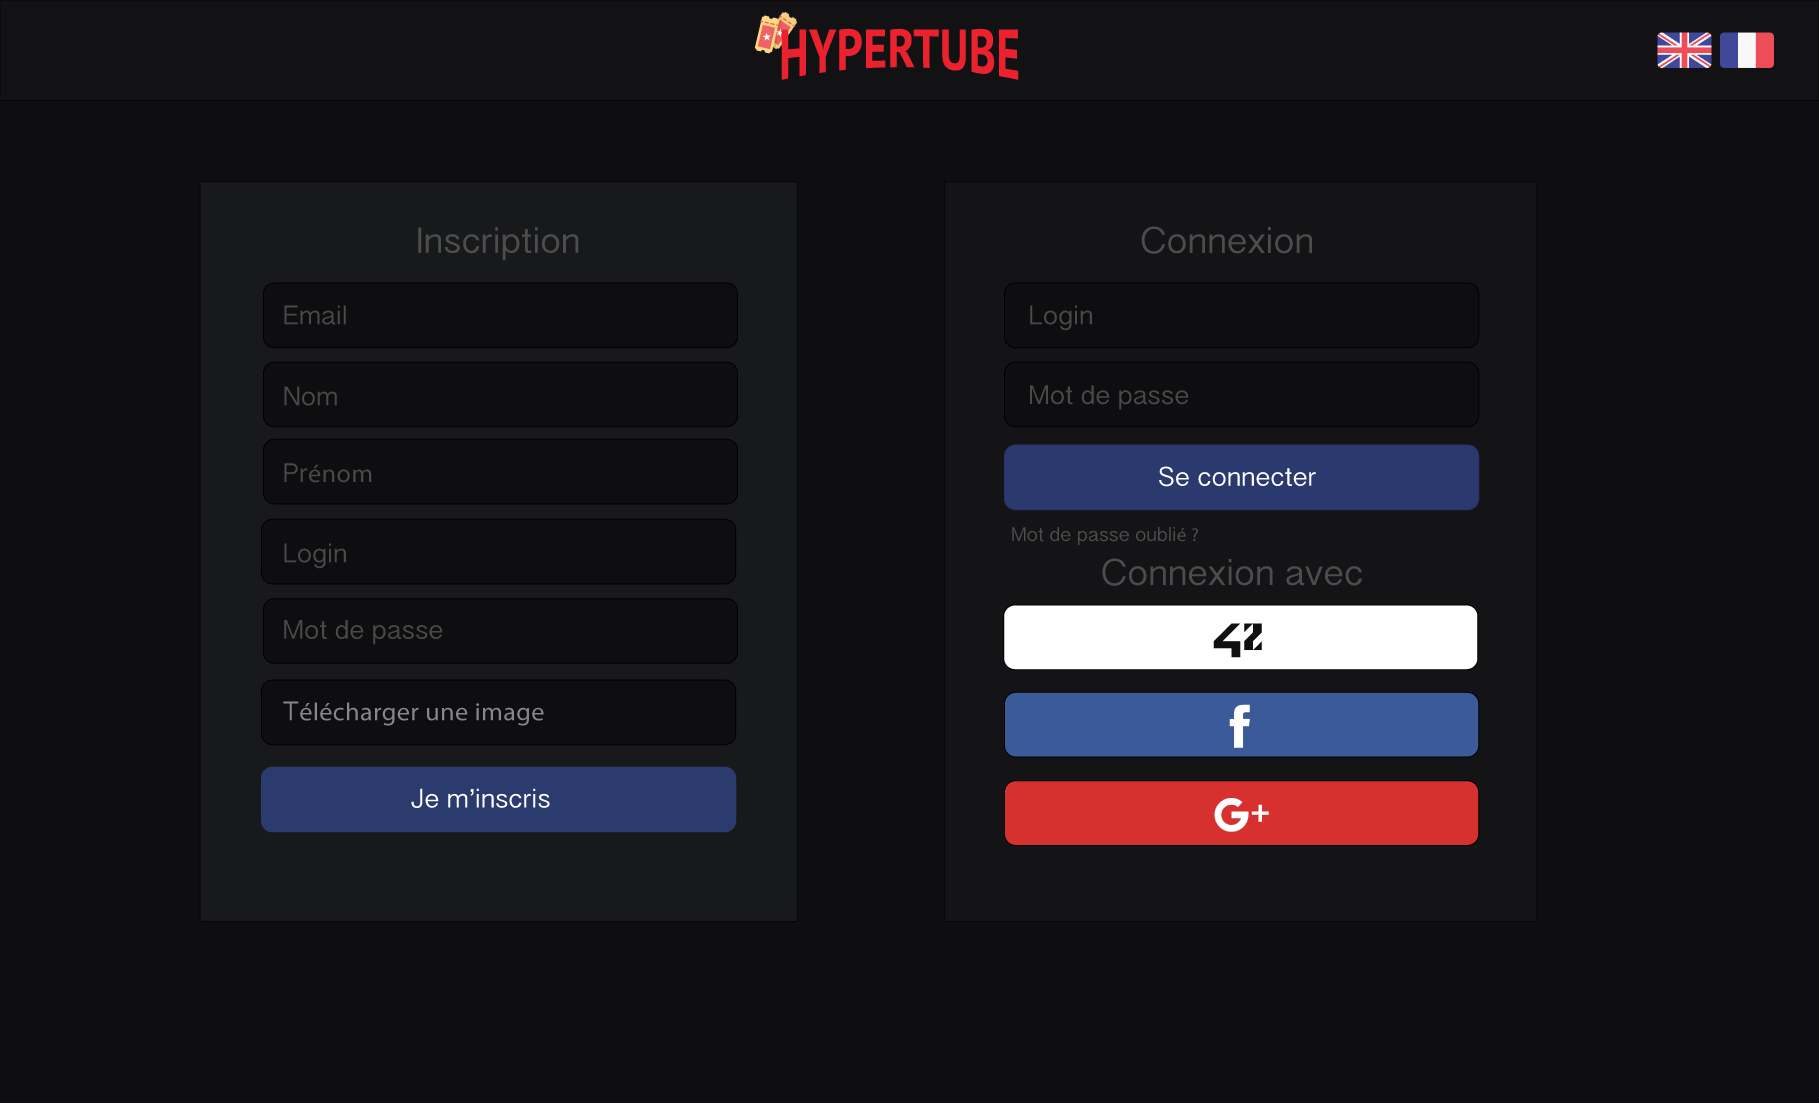 HYPERTUBE
Inscription
Email
Nom
Prénom
Login
Mot de passe
Télécharger une image
Je m’inscris
Connexion
Login
Mot de passe
Se connecter
Mot de passe oublié ?
Connexion avec
42
f
G+